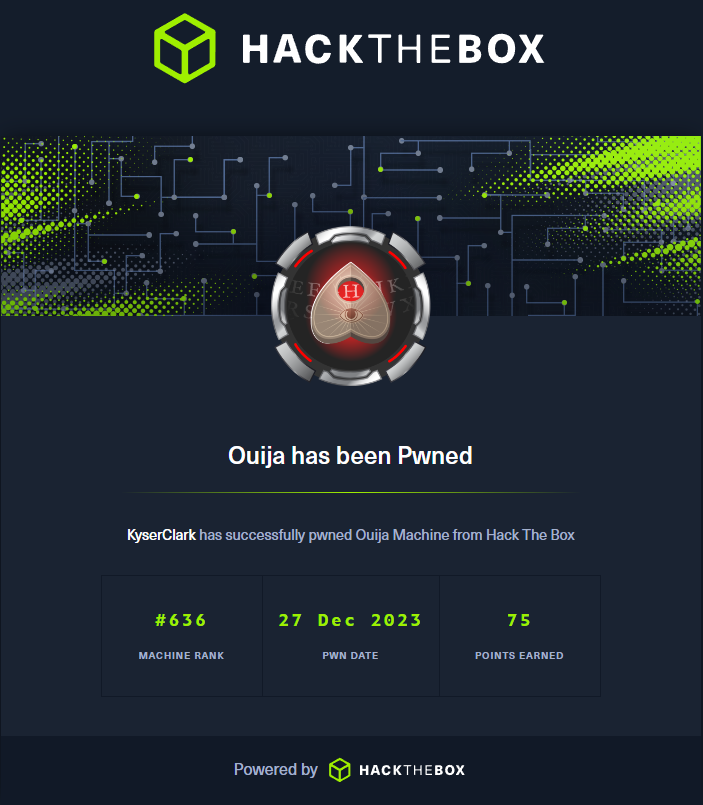 HACKTHEBOX
H
Ouija has been Pwned
KyserClark has successfully pwned Ouija Machine from Hack The Box
#636 27 Dec 2023 75
MACHINE RANK PWN DATE POINTS EARNED
Powered by HACKTHEBOX